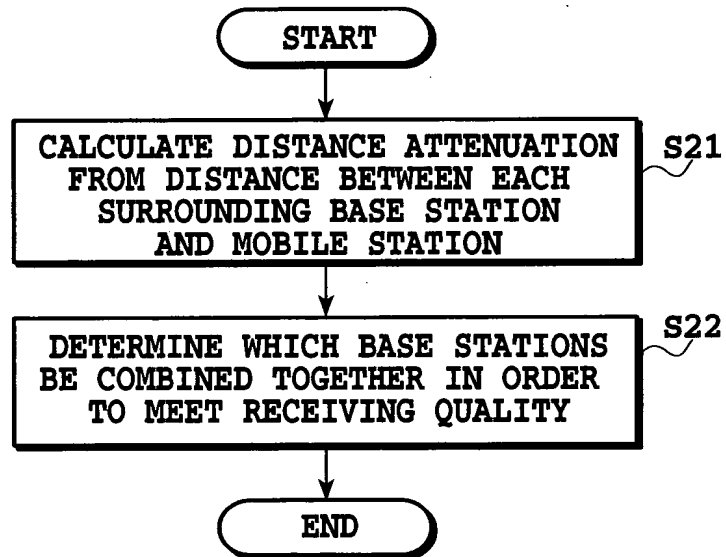 START
CALCULATE DISTANCE ATTENUATION
FROM DISTANCE BETWEEN EACH
SURROUNDING BASE STATION
AND MOBILE STATION
S21
DETERMINE WHICH BASE STATIONS
BE COMBINED TOGETHER IN ORDER
TO MEET RECEIVING QUALITY
S22
END